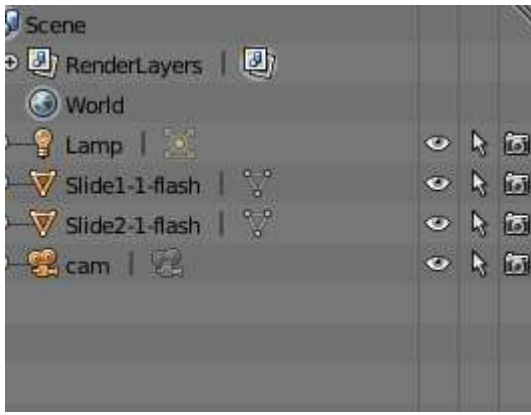 Scene
RenderLayers
World
Lamp
Slide1-1-flash
Slide2-1-flash
cam